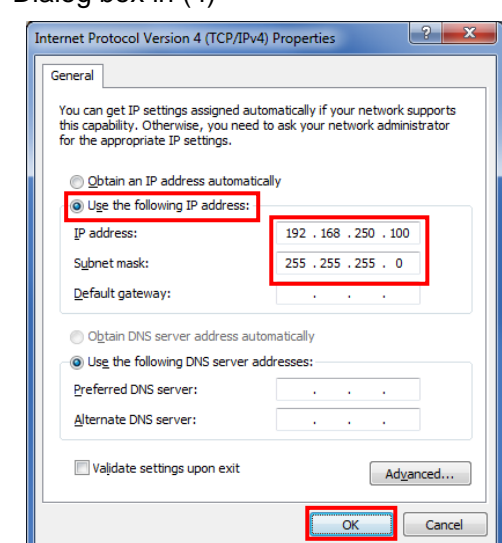 Dialog box in (4)
Internet Protocol Version 4 (TCP/IPv4) Properties
General
You can get IP settings assigned automatically if your network supports
this capability. Otherwise, you need to ask your network administrator
for the appropriate IP settings.
Obtain an IP address automatically
Use the following IP address:
IP address: 192 . 168 . 250 . 100
Subnet mask: 255 . 255 . 255 . 0
Default gateway: . . .
Obtain DNS server address automatically
Use the following DNS server addresses:
Preferred DNS server: . . .
Alternate DNS server: . . .
Validate settings upon exit
Advanced...
OK Cancel